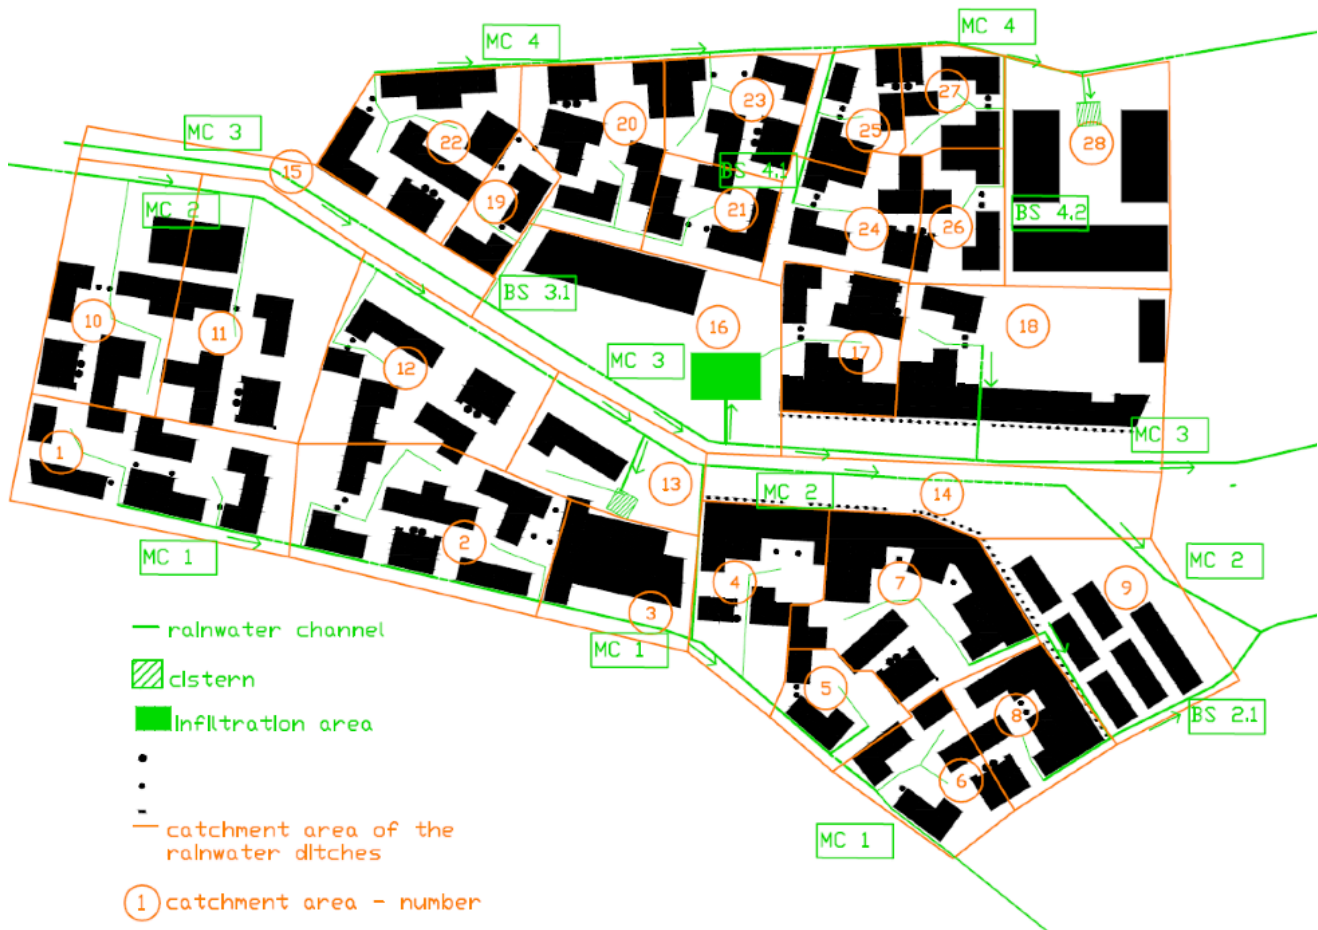 MC 4
MC 4
MC 3
27
23
20
25
22
28
15
BS 4.1
19
MC 2
21
BS 4.2
24
26
BS 3.1
10
11
16
18
17
MC 3
12
1
MC 3
13
MC 2
14
2
MC 1
MC 2
4
7
9
3
MC 1
5
8
BS 2.1
6
MC 1
rainwater channel
cistern
Infiltration area
catchment area of the
rainwater ditches
1 catchment area - number